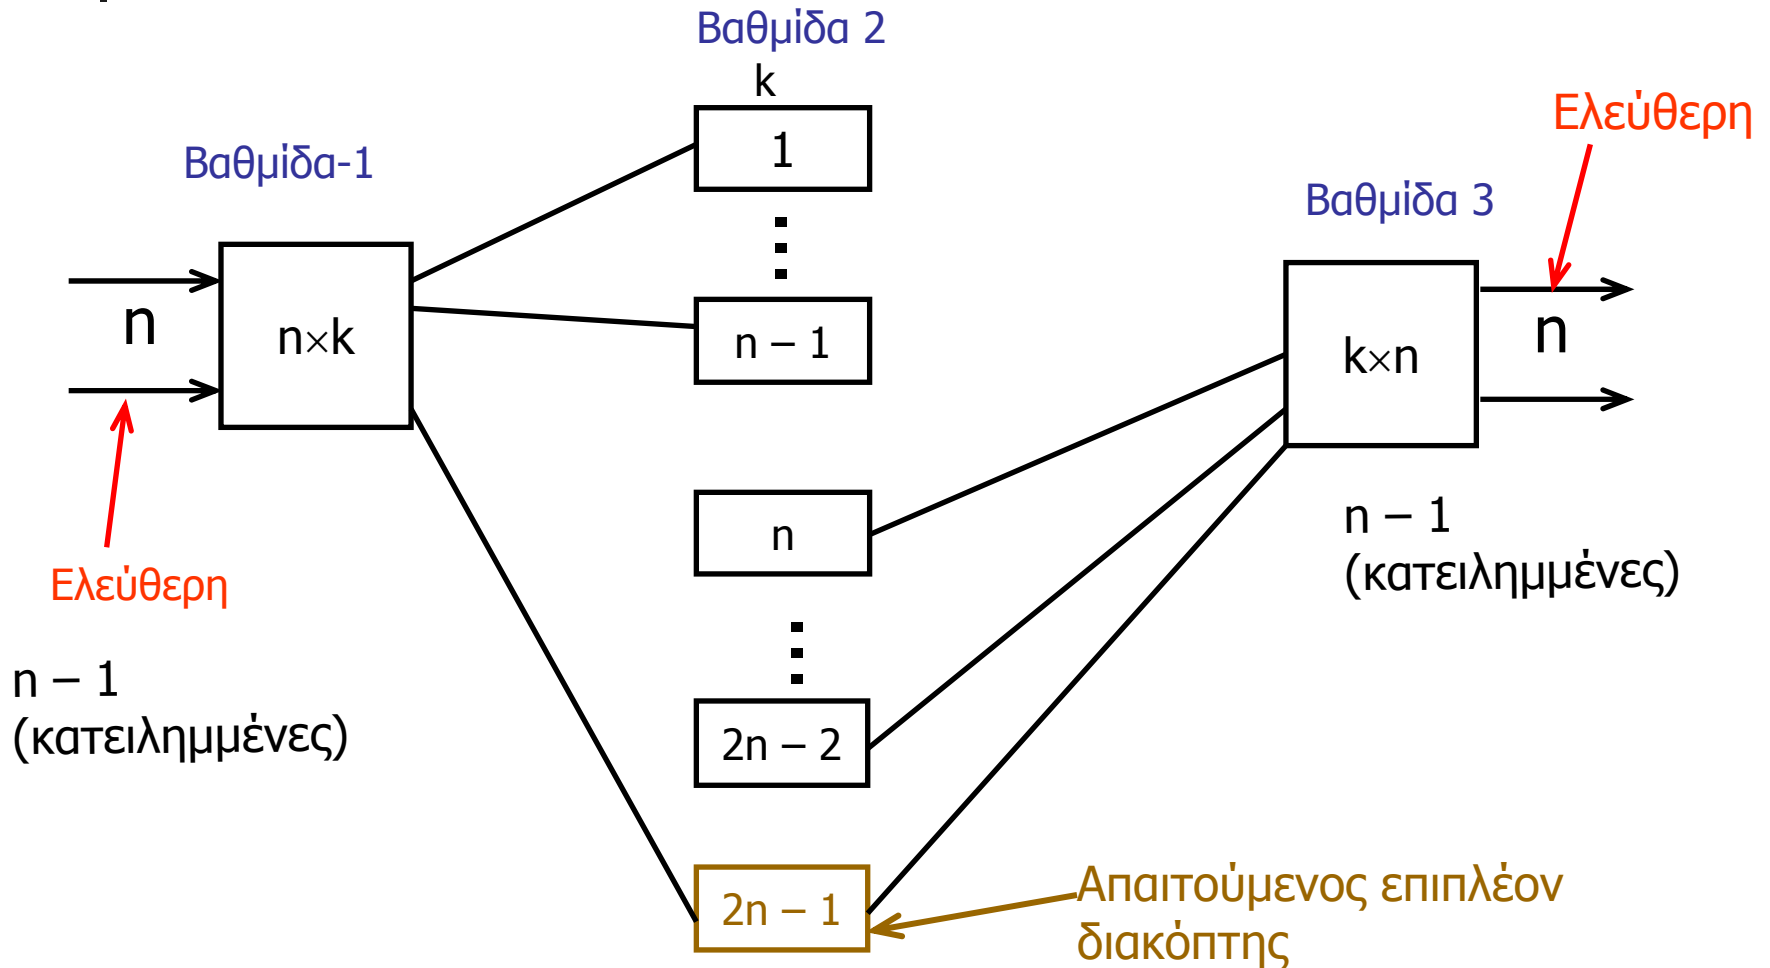 Βαθμίδα 2
k
1
Ελεύθερη
Βαθμίδα-1
Βαθμίδα 3
n
n×k
n – 1
k×n
n
n
n – 1
(κατειλημμένες)
Ελεύθερη
n – 1
(κατειλημμένες)
2n – 2
2n – 1
Απαιτούμενος επιπλέον
διακόπτης